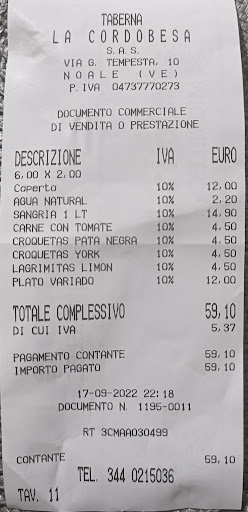 TABERNA
LA CORDOBESA
S.A.S.
VIA G. TEMPESTA, 10
NOALE (VE)
P.IVA 04737770273
DOCUMENTO COMMERCIALE
DI VENDITA O PRESTAZIONE
DESCRIZIONE IVA EURO
6,00 X 2,00
Coperto 10% 12,00
AGUA NATURAL 10% 2,20
SANGRIA 1 LT 10% 14,90
CARNE CON TOMATE 10% 4,50
CROQUETAS PATA NEGRA 10% 4,50
CROQUETAS YORK 10% 4,50
LAGRIMITAS LIMON 10% 4,50
PLATO VARIADO 10% 12,00
TOTALE COMPLESSIVO 59,10
DI CUI IVA 5,37
PAGAMENTO CONTANTE 59,10
IMPORTO PAGATO 59,10
17-09-2022 22:18
DOCUMENTO N. 1195-0011
RT 3CMAA030499
CONTANTE 59,10
TEL. 344 0215036
TAV. 11